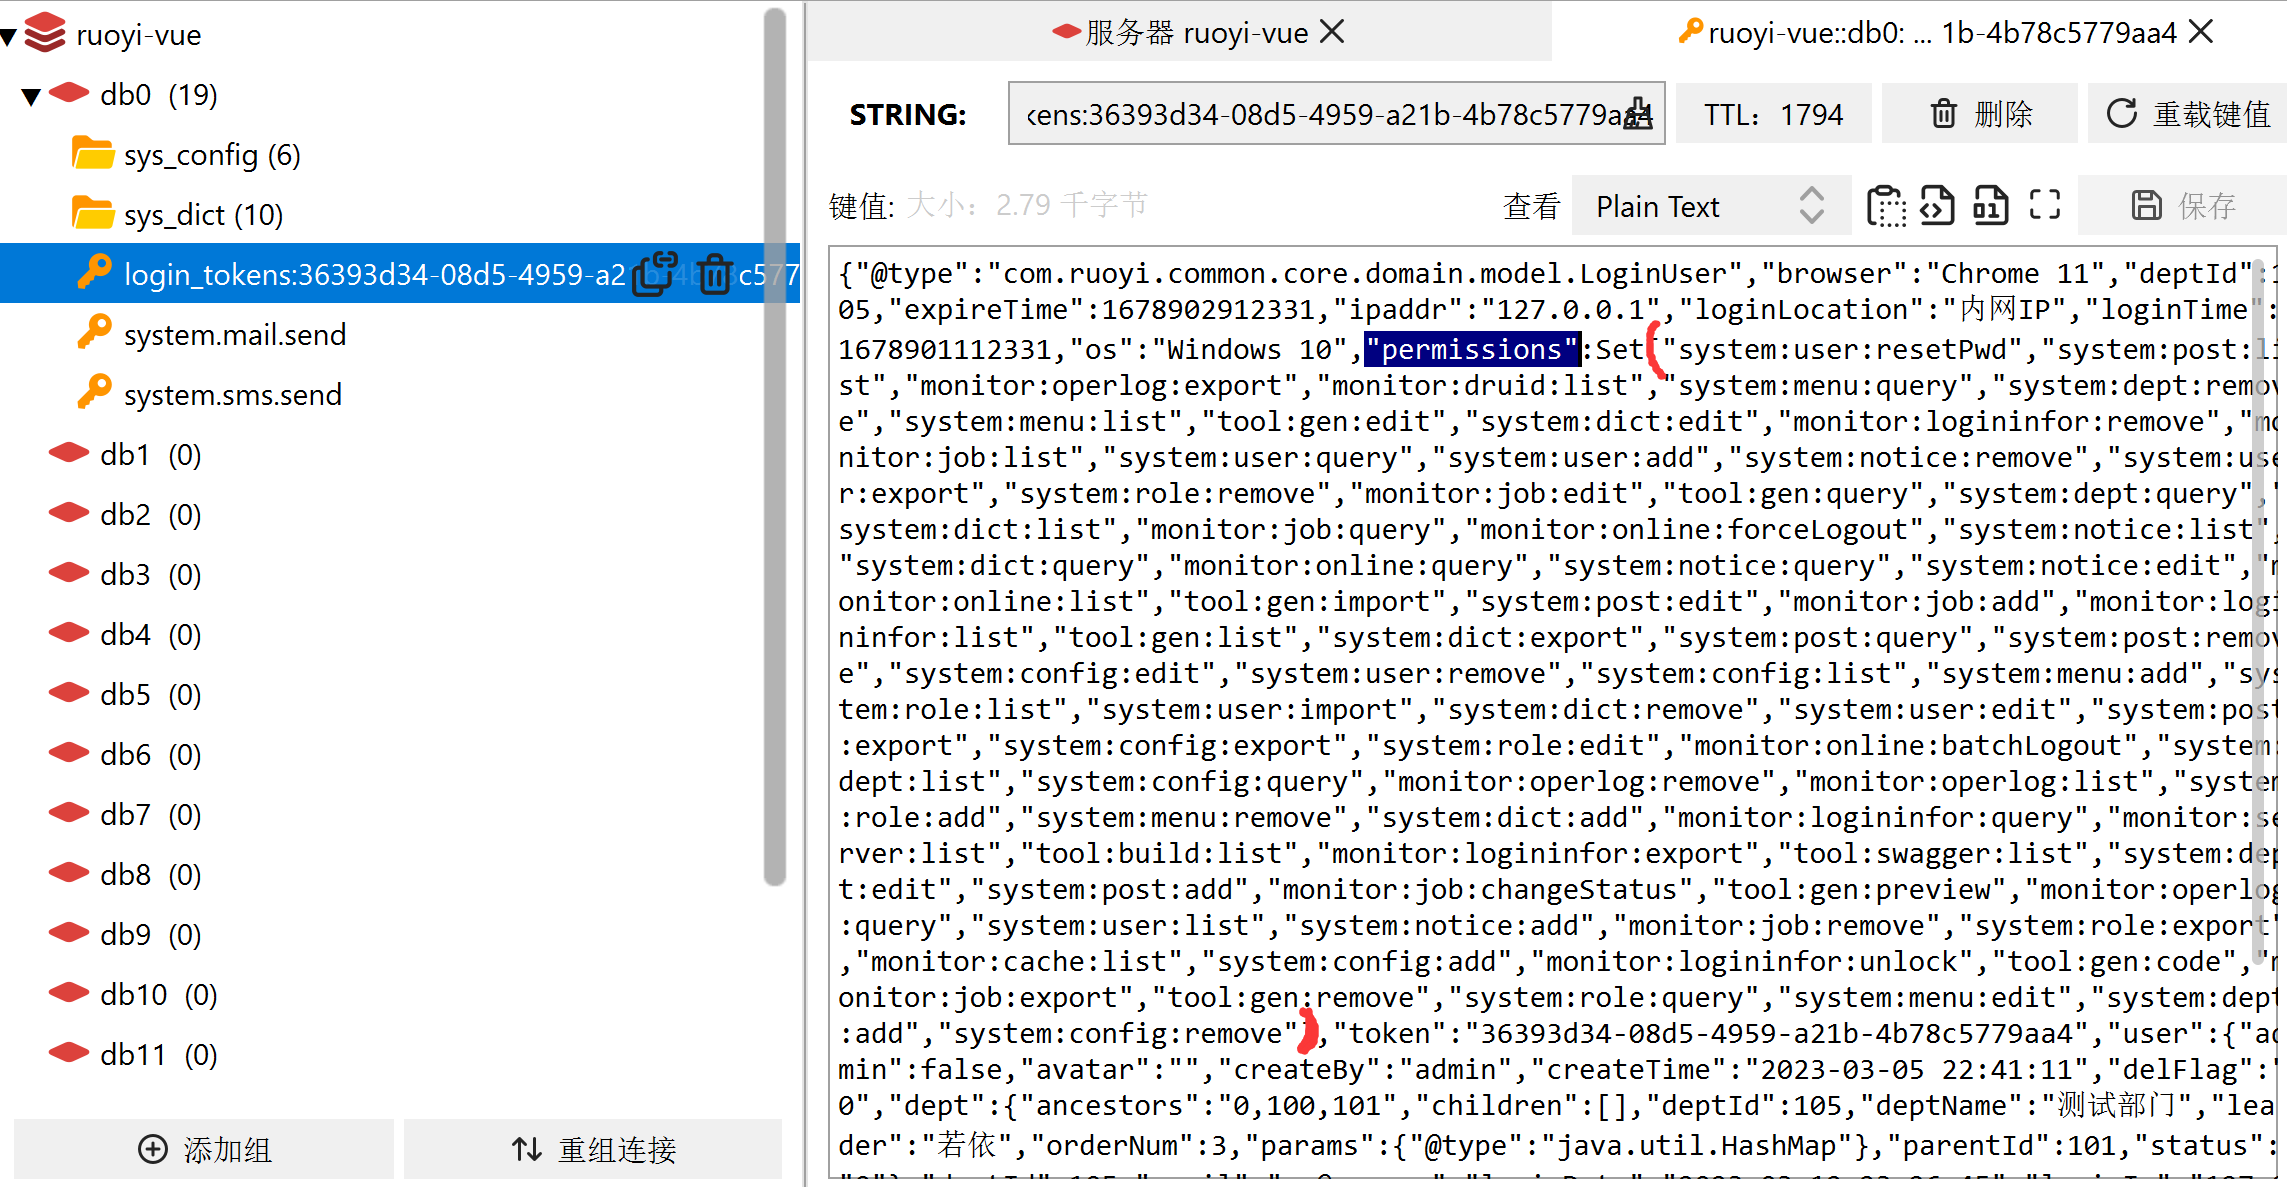 ruoyi-vue
db0 (19)
sys_config (6)
sys_dict (10)
login_tokens:36393d34-08d5-4959-a2
system.mail.send
system.sms.send
db1 (0)
db2 (0)
db3 (0)
db4 (0)
db5 (0)
db6 (0)
db7 (0)
db8 (0)
db9 (0)
db10 (0)
db11 (0)
添加组
重组连接
服务器 ruoyi-vue
ruoyi-vue::db0: ... 1b-4b78c5779aa4
STRING:
kens:36393d34-08d5-4959-a21b-4b78c5779aa4
TTL: 1794
删除
重载键值
键值: 大小: 2.79 千字节
查看
Plain Text
保存
{"@type":"com.ruoyi.common.core.domain.model.LoginUser","browser":"Chrome 11","deptId":1
05,"expireTime":1678902912331,"ipaddr":"127.0.0.1","loginLocation":"内网IP","loginTime":
1678901112331,"os":"Windows 10","permissions":Set["system:user:resetPwd","system:post:li
st","monitor:operlog:export","monitor:druid:list","system:menu:query","system:dept:remov
e","system:menu:list","tool:gen:edit","system:dict:edit","monitor:logininfor:remove","mo
nitor:job:list","system:user:query","system:user:add","system:notice:remove","system:use
r:export","system:role:remove","monitor:job:edit","tool:gen:query","system:dept:query","
system:dict:list","monitor:job:query","monitor:online:forceLogout","system:notice:list",
"system:dict:query","monitor:online:query","system:notice:query","system:notice:edit","m
onitor:online:list","tool:gen:import","system:post:edit","monitor:job:add","monitor:logi
ninfor:list","tool:gen:list","system:dict:export","system:post:query","system:post:remov
e","system:config:edit","system:user:remove","system:config:list","system:menu:add","sys
tem:role:list","system:user:import","system:dict:remove","system:user:edit","system:post
:export","system:config:export","system:role:edit","monitor:online:batchLogout","system:
dept:list","system:config:query","monitor:operlog:remove","monitor:operlog:list","system
:role:add","system:menu:remove","system:dict:add","monitor:logininfor:query","monitor:se
rver:list","tool:build:list","monitor:logininfor:export","tool:swagger:list","system:dep
t:edit","system:post:add","monitor:job:changeStatus","tool:gen:preview","monitor:operlog
:query","system:user:list","system:notice:add","monitor:job:remove","system:role:export"
,"monitor:cache:list","system:config:add","monitor:logininfor:unlock","tool:gen:code","m
onitor:job:export","tool:gen:remove","system:role:query","system:menu:edit","system:dept
:add","system:config:remove"],"token":"36393d34-08d5-4959-a21b-4b78c5779aa4","user":{"ad
min":false,"avatar":"","createBy":"admin","createTime":"2023-03-05 22:41:11","delFlag":"
0","dept":{"ancestors":"0,100,101","children":[],"deptId":105,"deptName":"测试部门","lea
der":"若依","orderNum":3,"params":{"@type":"java.util.HashMap"},"parentId":101,"status":